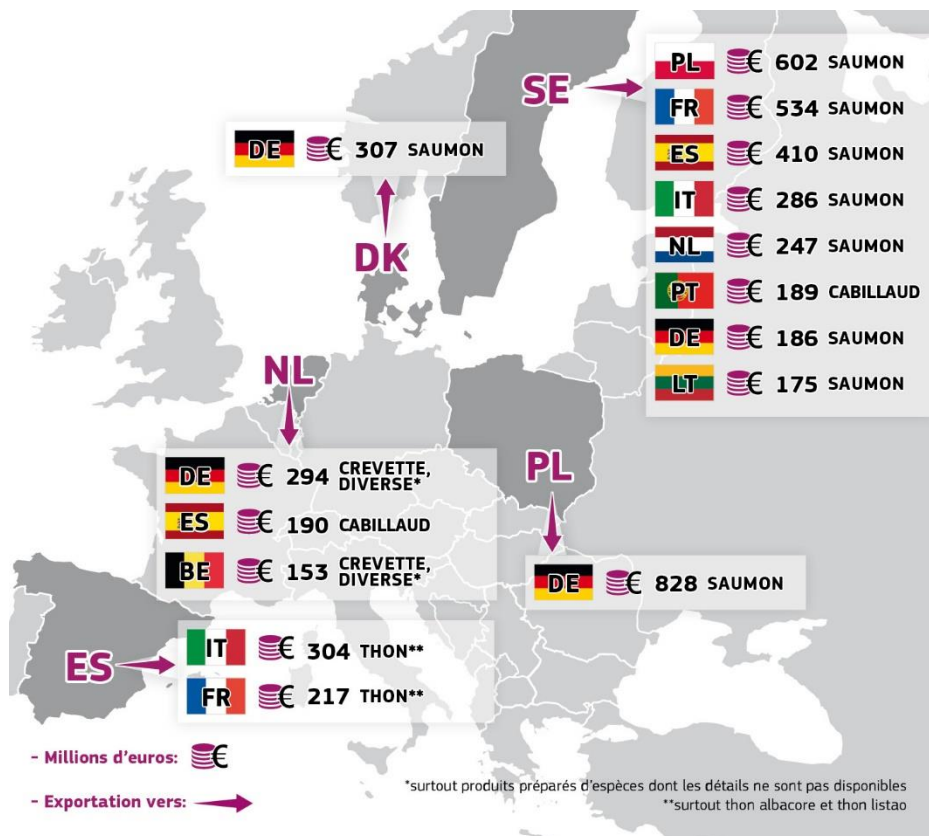 SE
PL € 602 SAUMON
FR € 534 SAUMON
ES € 410 SAUMON
IT € 286 SAUMON
NL € 247 SAUMON
PT € 189 CABILLAUD
DE € 186 SAUMON
LT € 175 SAUMON
DE € 307 SAUMON
DK
NL
DE € 294 CREVETTE,
DIVERSE*
ES € 190 CABILLAUD
BE € 153 CREVETTE,
DIVERSE*
PL
DE € 828 SAUMON
ES
IT € 304 THON**
FR € 217 THON**
- Millions d'euros: €
- Exportation vers:
*surtout produits préparés d'espèces dont les détails ne sont pas disponibles
**surtout thon albacore et thon listao